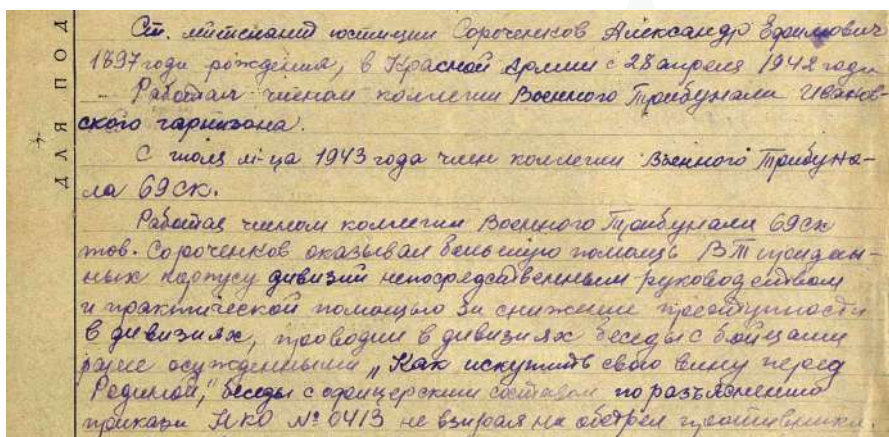 Ст. лейтенант юстиции Сороченков Александр Ефимович
1897 года рождения, в Красной Армии с 28 апреля 1942 года
Работал членом коллегии Военного Трибунала Иванов-
ского гарнизона.
С июля м-ца 1943 года член коллегии Военного Трибуна-
ла 69 ск.
Работая членом коллегии Военного Трибунала 69 ск
тов. Сороченков оказывал большую помощь ВТ придан-
ных корпусу дивизий непосредственным руководством
и практической помощью за снижение преступности
в дивизиях, проводил в дивизиях беседы с бойцами
ранее осужденными "Как искупить свою вину перед
Родиной", беседы с офицерским составом по разъяснению
приказа НКО № 0413 не взирая на обстрел противника.
ДЛЯ ПОД